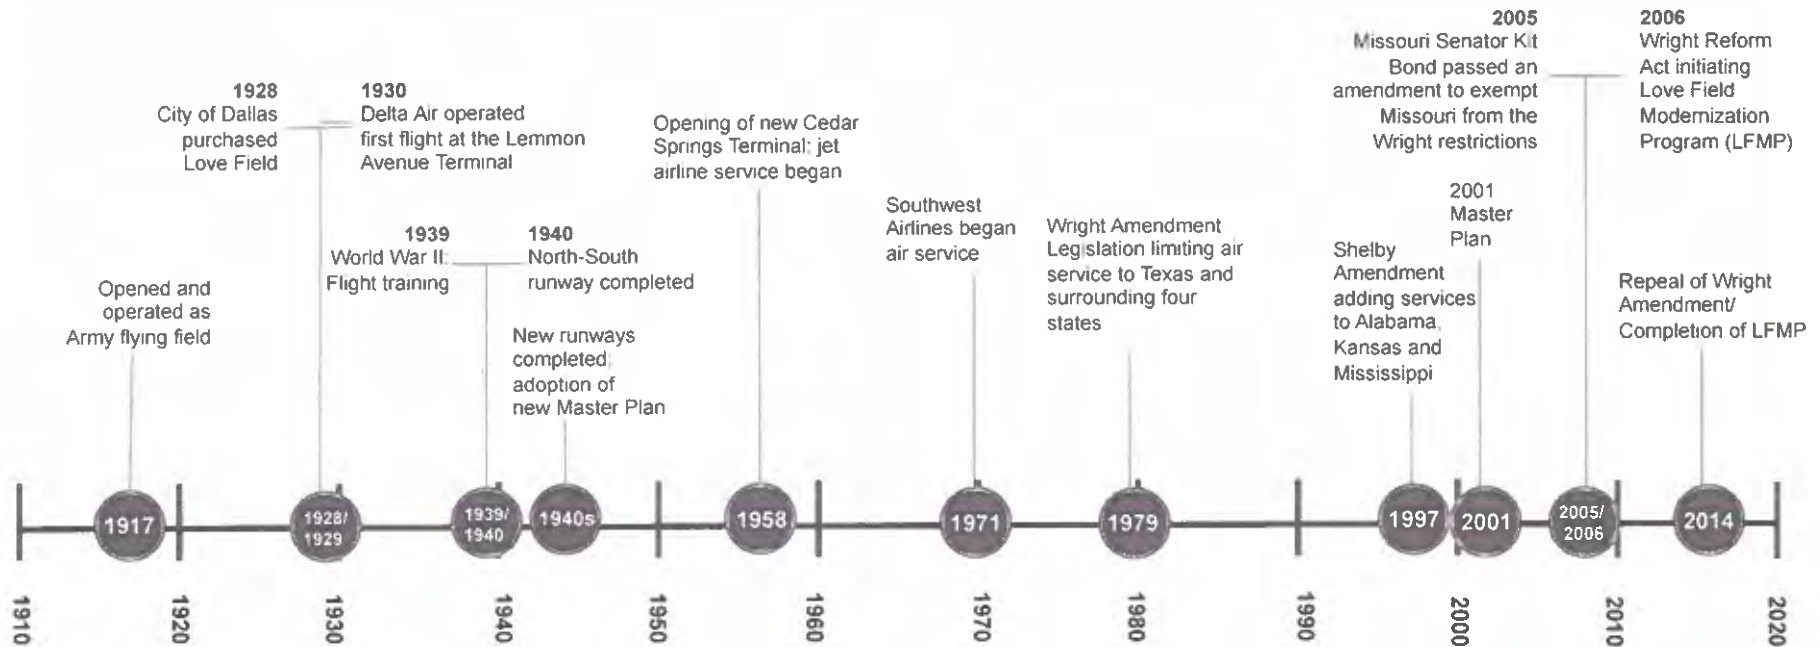 1928
City of Dallas
purchased
Love Field
1930
Delta Air operated
first flight at the Lemmon
Avenue Terminal
Opening of new Cedar
Springs Terminal; jet
airline service began
2005
Missouri Senator Kit
Bond passed an
amendment to exempt
Missouri from the
Wright restrictions
2006
Wright Reform
Act initiating
Love Field
Modernization
Program (LFMP)
Opened and
operated as
Army flying field
1939
World War II:
Flight training
1940
North-South
runway completed
New runways
completed;
adoption of
new Master Plan
Southwest
Airlines began
air service
Wright Amendment
Legislation limiting air
service to Texas and
surrounding four
states
Shelby
Amendment
adding services
to Alabama,
Kansas and
Mississippi
2001
Master
Plan
Repeal of Wright
Amendment/
Completion of LFMP
1917
1928/
1929
1939/
1940
1940s
1958
1971
1979
1997
2001
2005/
2006
2014
1910
1920
1930
1940
1950
1960
1970
1980
1990
2000
2010
2020